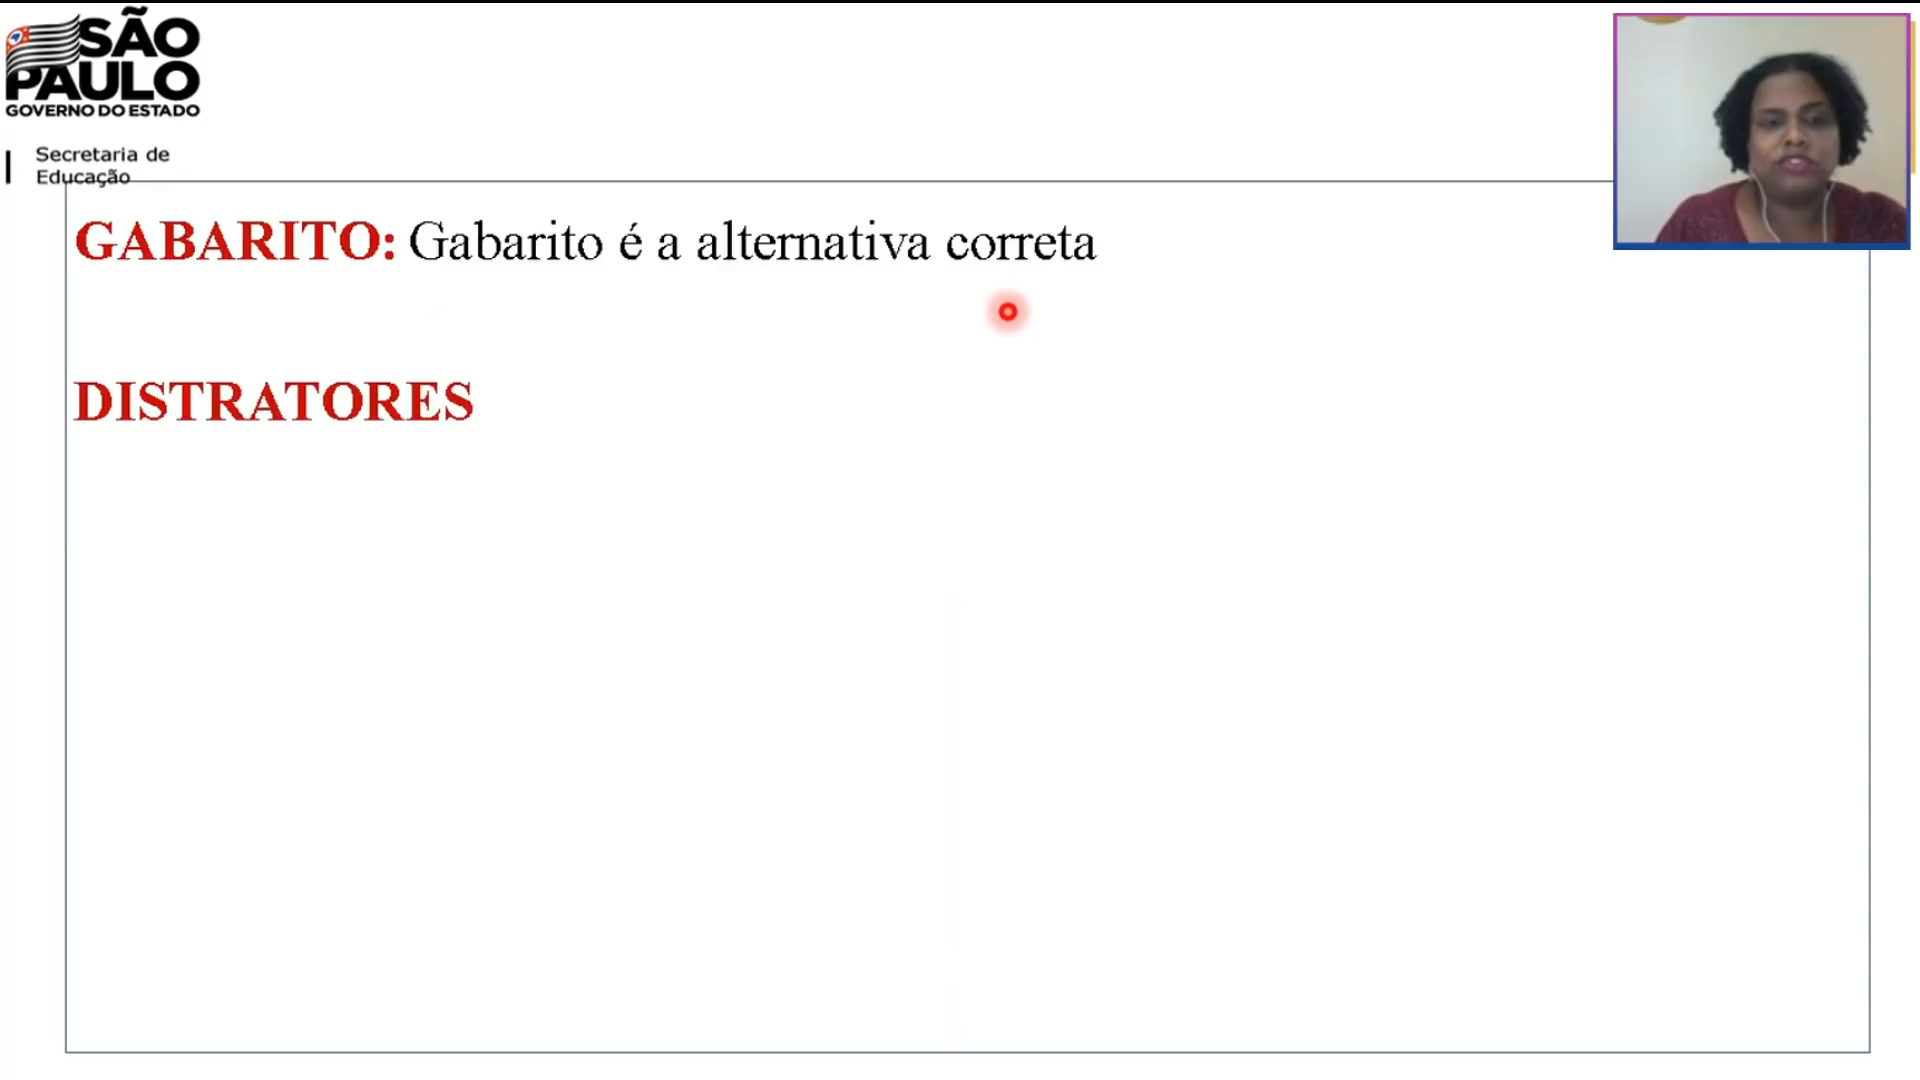 SÃO
PAULO
GOVERNO DO ESTADO
Secretaria de
Educação
GABARITO: Gabarito é a alternativa correta
DISTRATORES